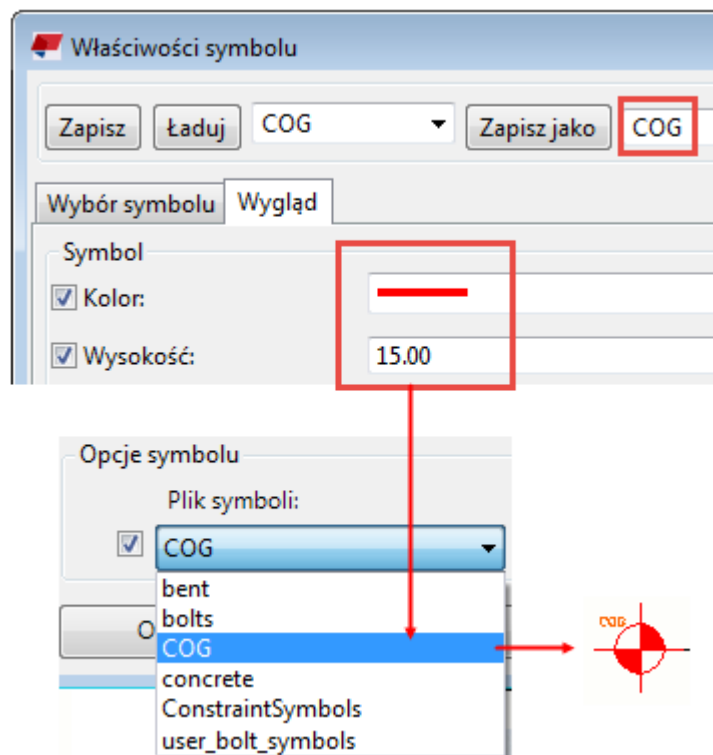 Właściwości symbolu
Zapisz Ładuj COG Zapisz jako COG
Wybór symbolu Wygląd
Symbol
Kolor:
Wysokość: 15.00
Opcje symbolu
Plik symboli:
COG
bent
bolts
O
COG
COG
concrete
ConstraintSymbols
user_bolt_symbols